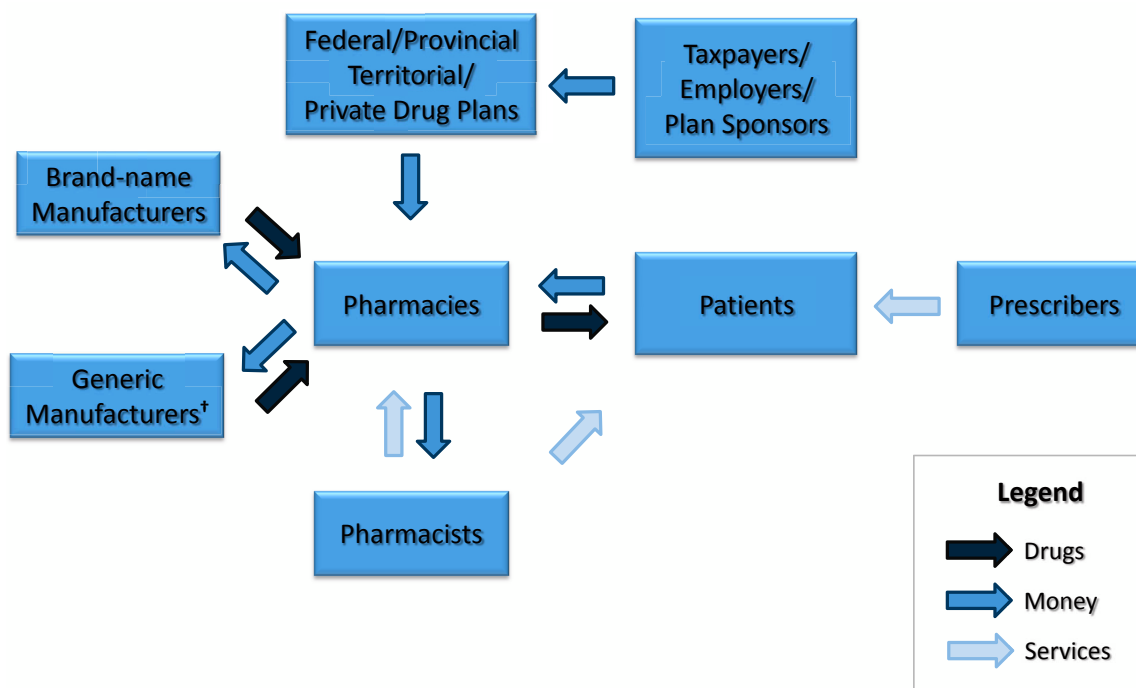 Federal/Provincial
Territorial/
Private Drug Plans
Taxpayers/
Employers/
Plan Sponsors
Brand-name
Manufacturers
Pharmacies
Patients
Prescribers
Generic
Manufacturers†
Pharmacists
Legend
Drugs
Money
Services